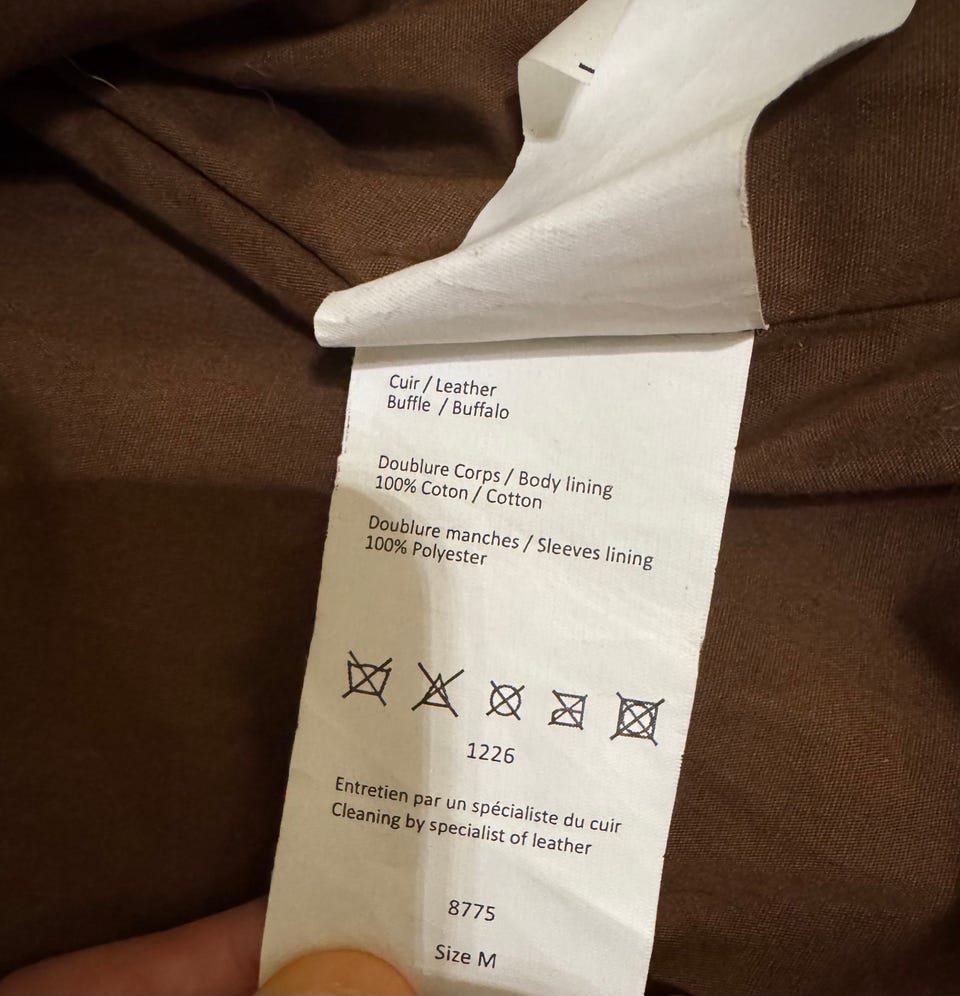 Cuir / Leather
Buffle / Buffalo
Doublure Corps / Body lining
100% Coton / Cotton
Doublure manches / Sleeves lining
100% Polyester
1226
Entretien par un spécialiste du cuir
Cleaning by specialist of leather
8775
Size M